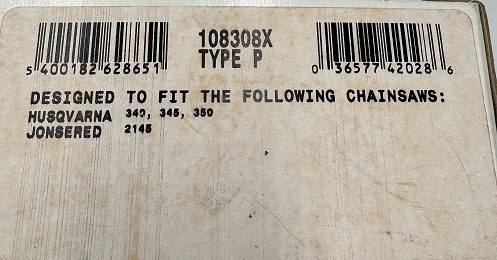 108308X
TYPE P
5 400182 628651
0 36577 42028 6
DESIGNED TO FIT THE FOLLOWING CHAINSAWS:
HUSQVARNA 340, 345, 350
JONSERED 2145